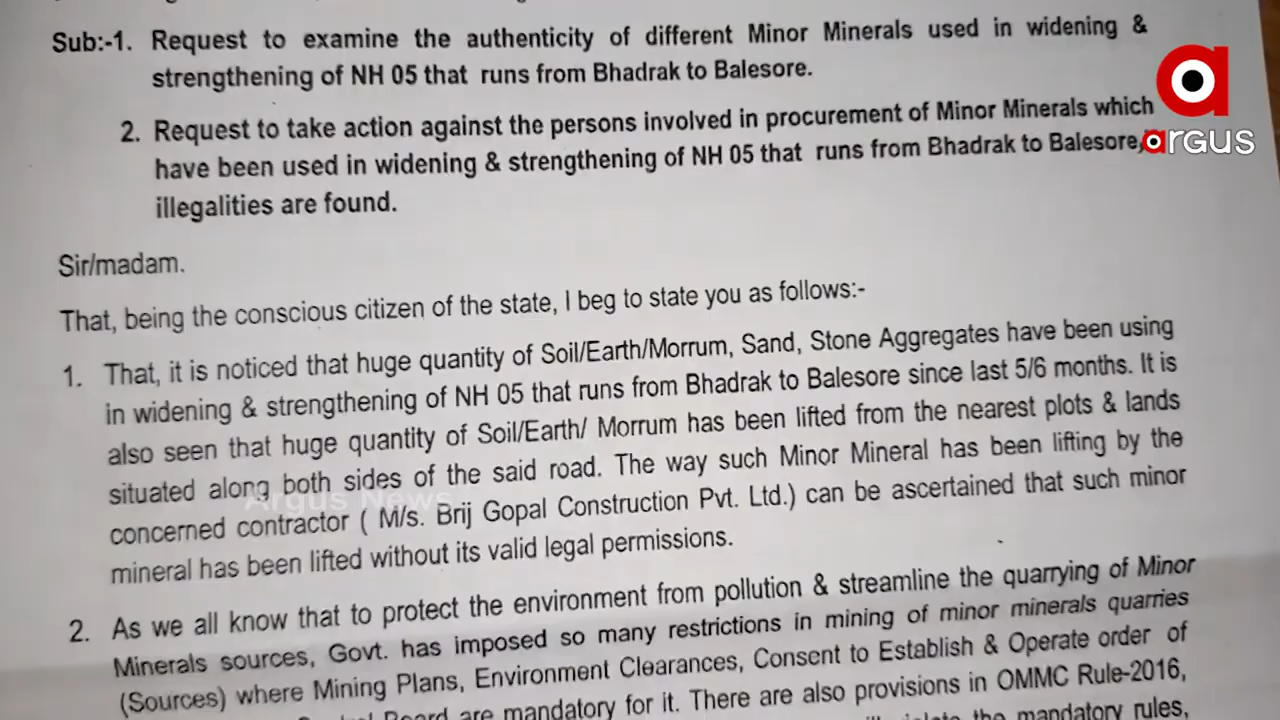 Sub:-1. Request to examine the authenticity of different Minor Minerals used in widening &
strengthening of NH 05 that runs from Bhadrak to Balesore.
2. Request to take action against the persons involved in procurement of Minor Minerals which
have been used in widening & strengthening of NH 05 that runs from Bhadrak to Balesore,
illegalities are found.
argus
Sir/madam.
That, being the conscious citizen of the state, I beg to state you as follows:-
1. That, it is noticed that huge quantity of Soil/Earth/Morrum, Sand, Stone Aggregates have been using
in widening & strengthening of NH 05 that runs from Bhadrak to Balesore since last 5/6 months. It is
also seen that huge quantity of Soil/Earth/ Morrum has been lifted from the nearest plots & lands
situated along both sides of the said road. The way such Minor Mineral has been lifting by the
Argus News
concerned contractor ( M/s. Brij Gopal Construction Pvt. Ltd.) can be ascertained that such minor
mineral has been lifted without its valid legal permissions.
2. As we all know that to protect the environment from pollution & streamline the quarrying of Minor
Minerals sources, Govt. has imposed so many restrictions in mining of minor minerals quarries
(Sources) where Mining Plans, Environment Clearances, Consent to Establish & Operate order of
Board are mandatory for it. There are also provisions in OMMC Rule-2016,
the mandatory rules,